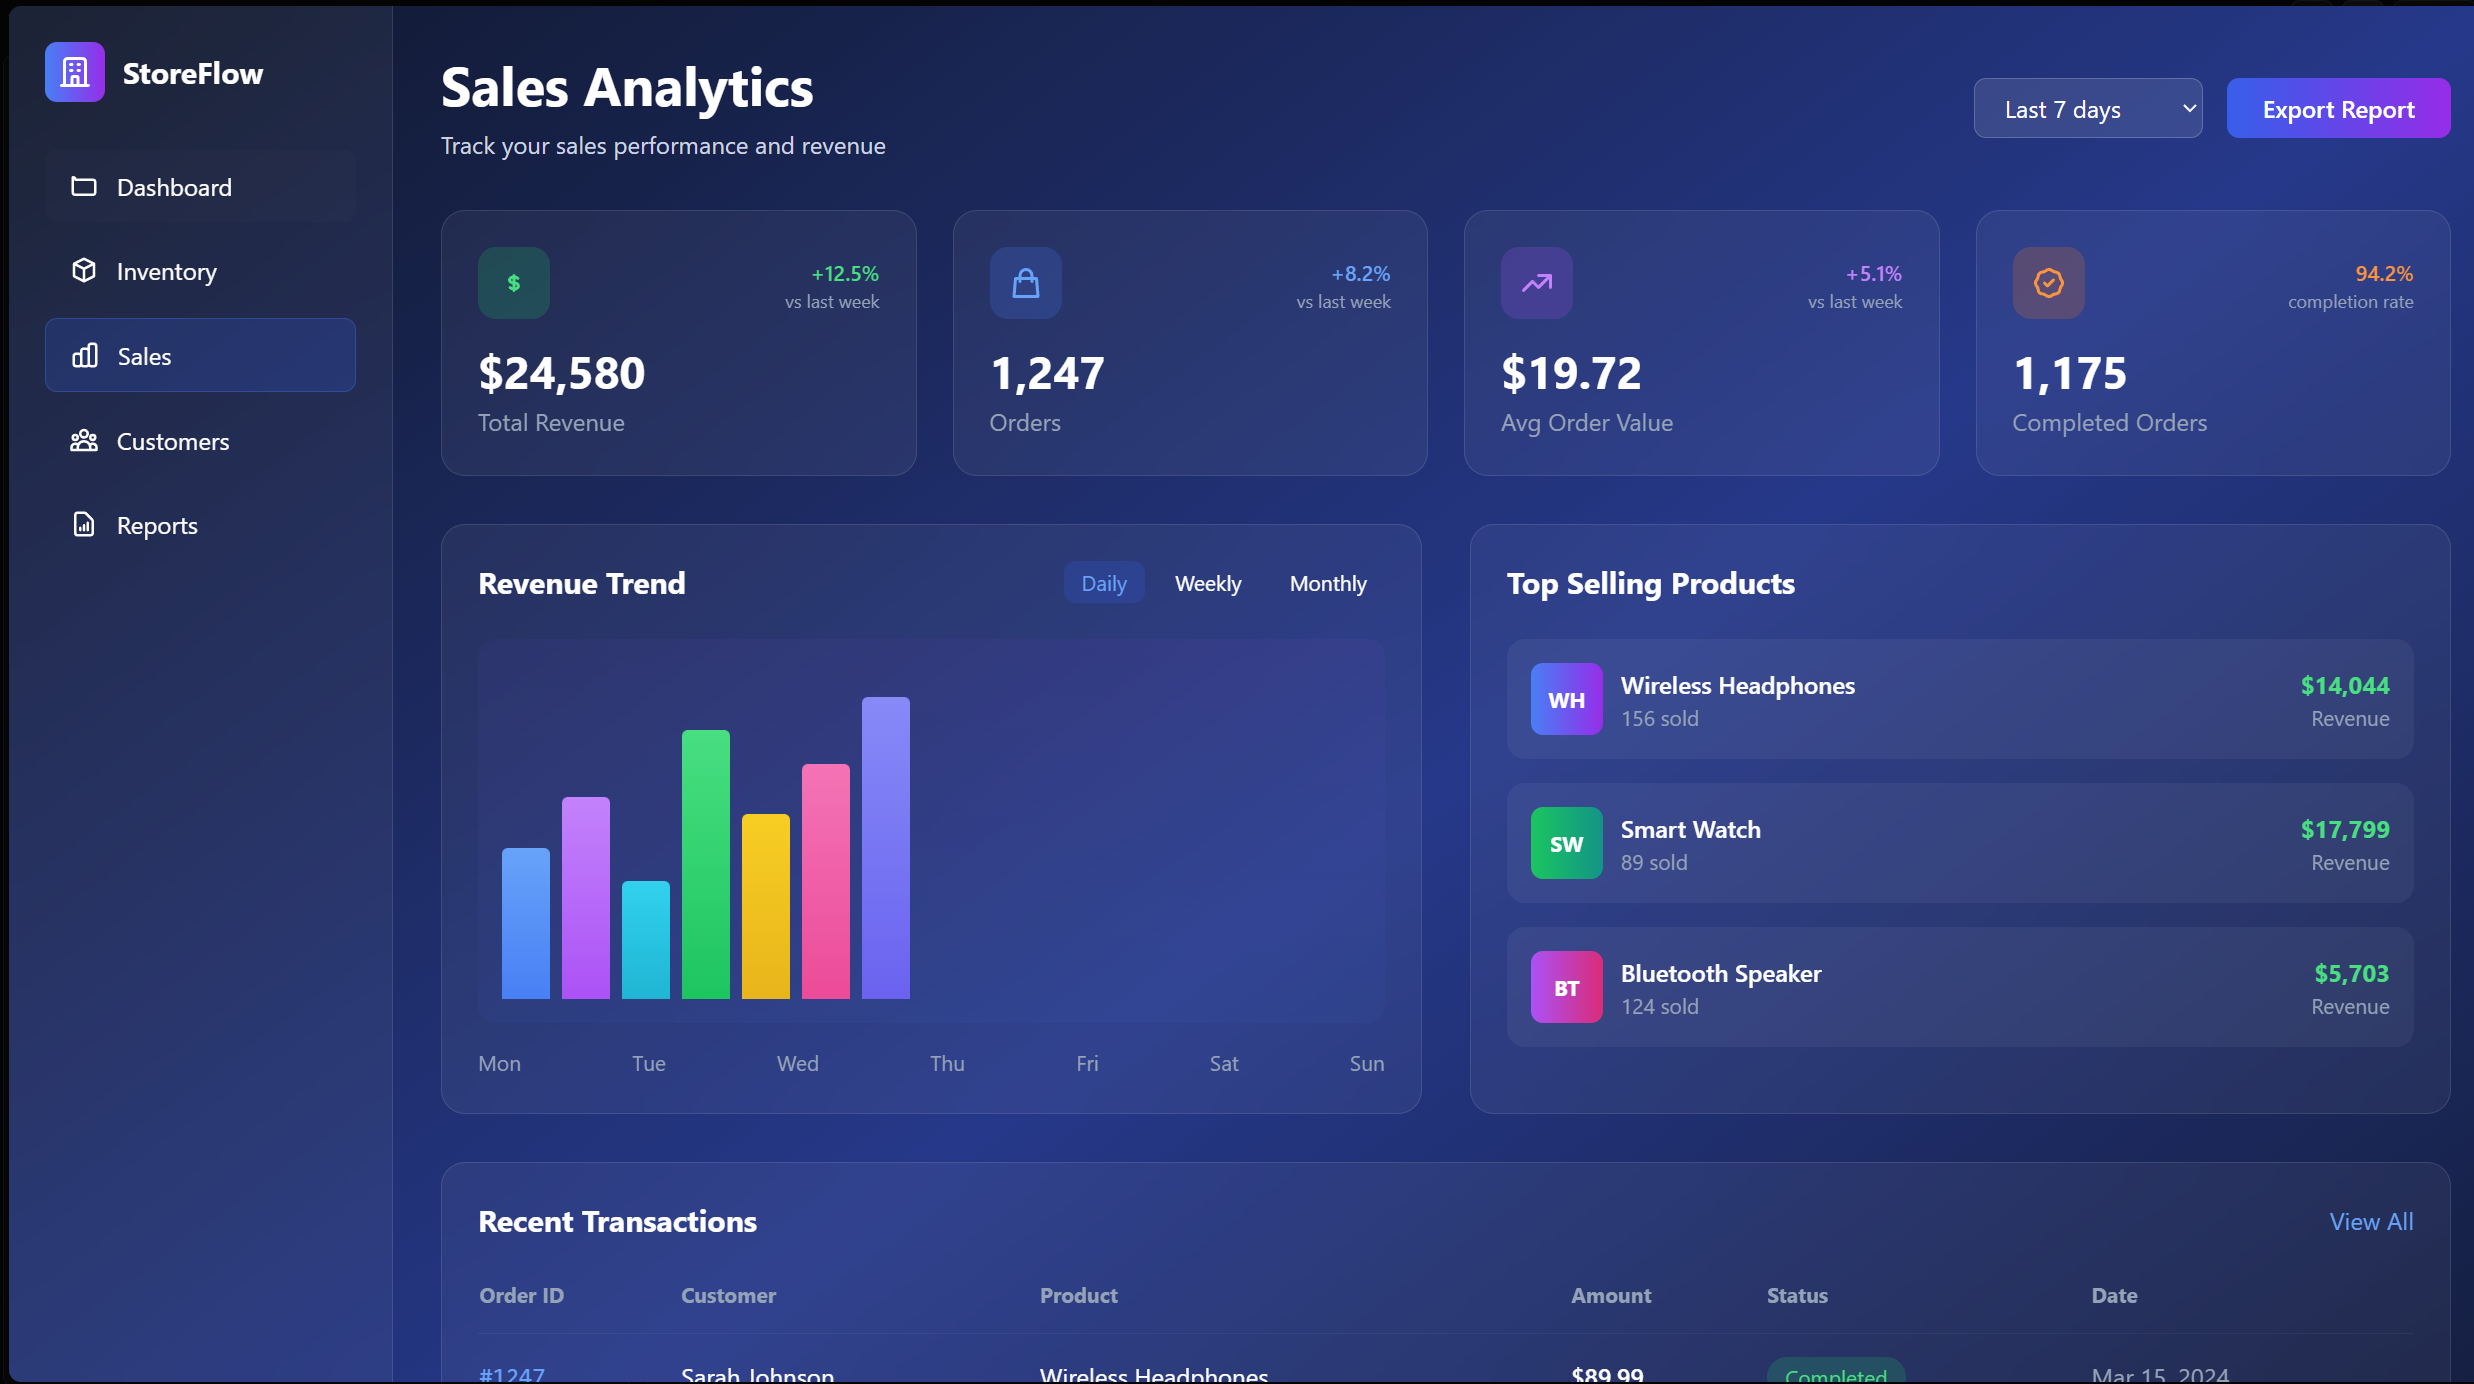 StoreFlow
Dashboard
Inventory
Sales
Customers
Reports
Sales Analytics
Track your sales performance and revenue
Last 7 days
Export Report
$
+12.5%
vs last week
$24,580
Total Revenue
+8.2%
vs last week
1,247
Orders
+5.1%
vs last week
$19.72
Avg Order Value
94.2%
completion rate
1,175
Completed Orders
Revenue Trend
Daily Weekly Monthly
Mon Tue Wed Thu Fri Sat Sun
Top Selling Products
WH
Wireless Headphones
156 sold
$14,044
Revenue
SW
Smart Watch
89 sold
$17,799
Revenue
BT
Bluetooth Speaker
124 sold
$5,703
Revenue
Recent Transactions
View All
Order ID Customer Product Amount Status Date
#1247 Sarah Johnson Wireless Headphones $89.99 Completed Mar 15, 2024